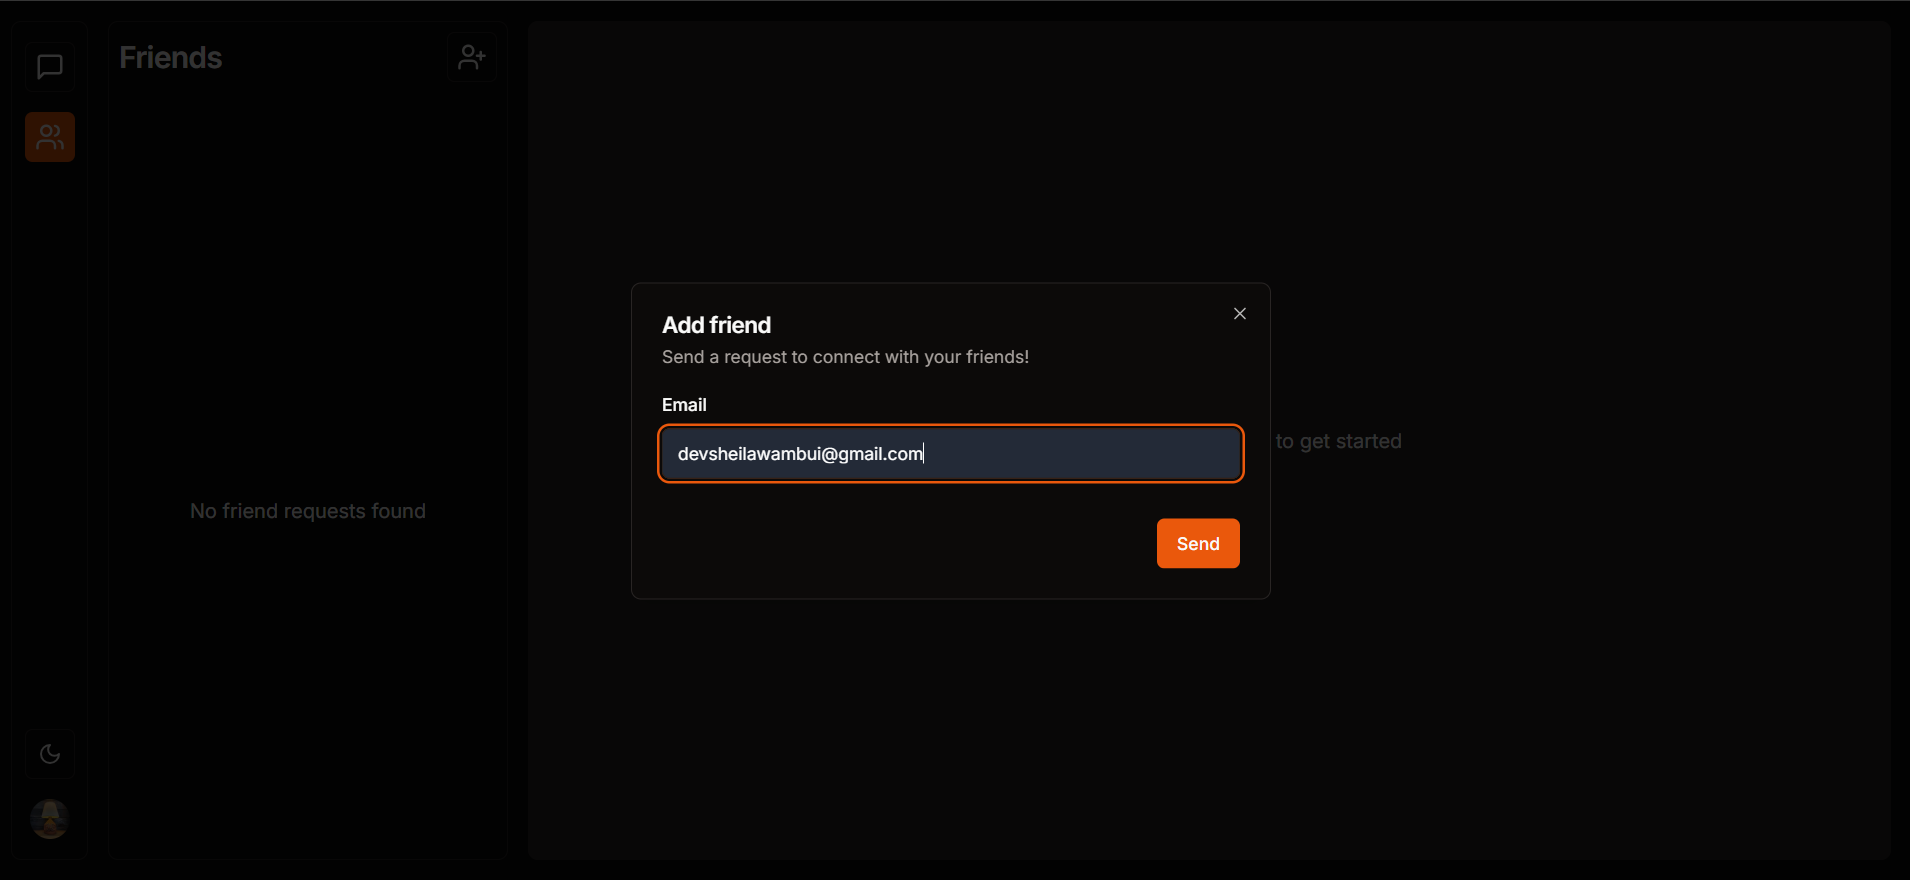 Friends
No friend requests found
Add friend
Send a request to connect with your friends!
Email
devsheilawambui@gmail.com
Send
to get started